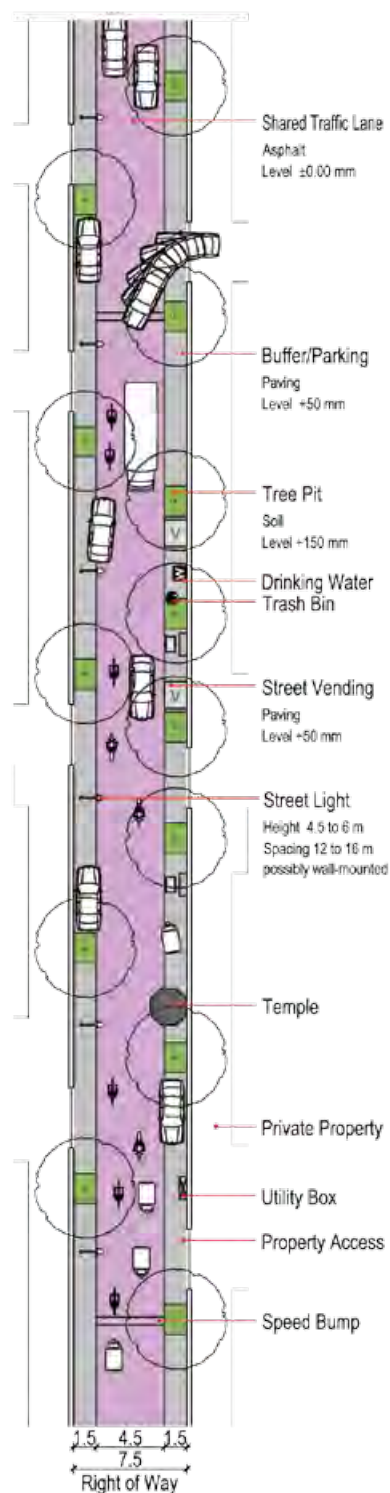 Shared Traffic Lane
Asphalt
Level ±0.00 mm
Buffer/Parking
Paving
Level +50 mm
Tree Pit
Soil
Level +150 mm
V
Drinking Water
Trash Bin
Street Vending
V
Paving
Level +50 mm
Street Light
Height 4.5 to 6 m
Spacing 12 to 16 m
possibly wall-mounted
Temple
Private Property
Utility Box
Property Access
Speed Bump
1.5 4.5 1.5
7.5
Right of Way